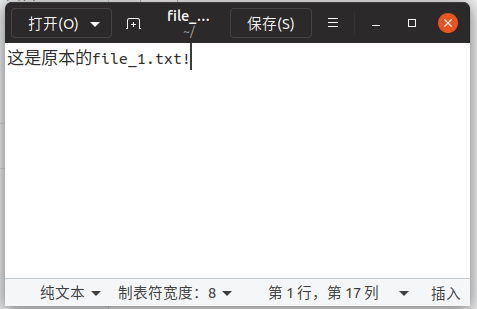 打开(O)
file_...
~/
保存(S)
这是原本的file_1.txt!
纯文本
制表符宽度：8
第 1 行，第 17 列
插入